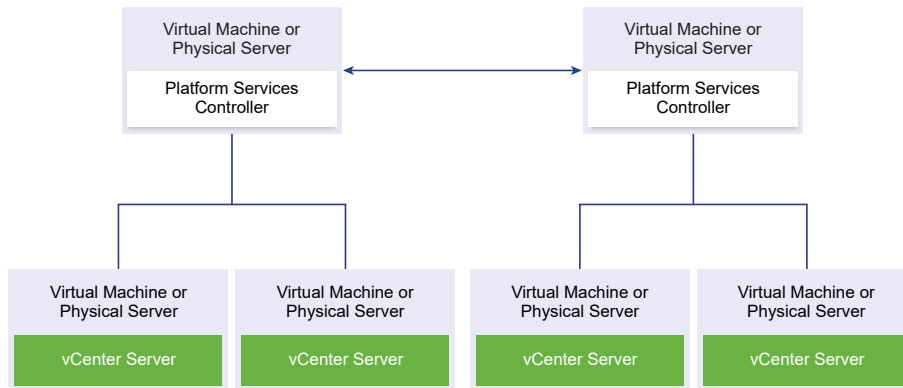 Virtual Machine or
Physical Server
Platform Services
Controller
Virtual Machine or
Physical Server
Platform Services
Controller
Virtual Machine or
Physical Server
vCenter Server
Virtual Machine or
Physical Server
vCenter Server
Virtual Machine or
Physical Server
vCenter Server
Virtual Machine or
Physical Server
vCenter Server